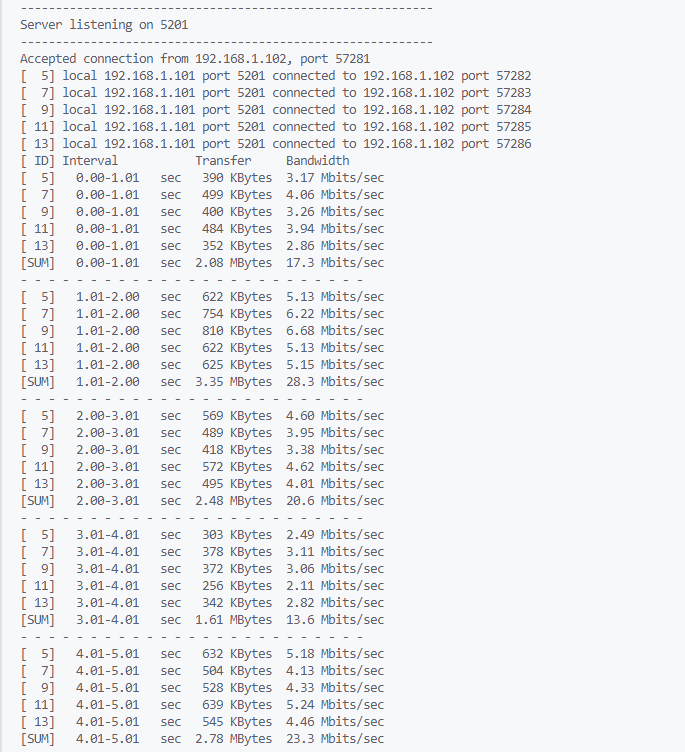 -----------------------------------------------------------
Server listening on 5201
-----------------------------------------------------------
Accepted connection from 192.168.1.102, port 57281
[  5] local 192.168.1.101 port 5201 connected to 192.168.1.102 port 57282
[  7] local 192.168.1.101 port 5201 connected to 192.168.1.102 port 57283
[  9] local 192.168.1.101 port 5201 connected to 192.168.1.102 port 57284
[ 11] local 192.168.1.101 port 5201 connected to 192.168.1.102 port 57285
[ 13] local 192.168.1.101 port 5201 connected to 192.168.1.102 port 57286
[ ID] Interval           Transfer     Bandwidth
[  5]   0.00-1.01   sec   390 KBytes  3.17 Mbits/sec
[  7]   0.00-1.01   sec   499 KBytes  4.06 Mbits/sec
[  9]   0.00-1.01   sec   400 KBytes  3.26 Mbits/sec
[ 11]   0.00-1.01   sec   484 KBytes  3.94 Mbits/sec
[ 13]   0.00-1.01   sec   352 KBytes  2.86 Mbits/sec
[SUM]   0.00-1.01   sec  2.08 MBytes  17.3 Mbits/sec
- - - - - - - - - - - - - - - - - - - - - - - - -
[  5]   1.01-2.00   sec   622 KBytes  5.13 Mbits/sec
[  7]   1.01-2.00   sec   754 KBytes  6.22 Mbits/sec
[  9]   1.01-2.00   sec   810 KBytes  6.68 Mbits/sec
[ 11]   1.01-2.00   sec   622 KBytes  5.13 Mbits/sec
[ 13]   1.01-2.00   sec   625 KBytes  5.15 Mbits/sec
[SUM]   1.01-2.00   sec  3.35 MBytes  28.3 Mbits/sec
- - - - - - - - - - - - - - - - - - - - - - - - -
[  5]   2.00-3.01   sec   569 KBytes  4.60 Mbits/sec
[  7]   2.00-3.01   sec   489 KBytes  3.95 Mbits/sec
[  9]   2.00-3.01   sec   418 KBytes  3.38 Mbits/sec
[ 11]   2.00-3.01   sec   572 KBytes  4.62 Mbits/sec
[ 13]   2.00-3.01   sec   495 KBytes  4.01 Mbits/sec
[SUM]   2.00-3.01   sec  2.48 MBytes  20.6 Mbits/sec
- - - - - - - - - - - - - - - - - - - - - - - - -
[  5]   3.01-4.01   sec   303 KBytes  2.49 Mbits/sec
[  7]   3.01-4.01   sec   378 KBytes  3.11 Mbits/sec
[  9]   3.01-4.01   sec   372 KBytes  3.06 Mbits/sec
[ 11]   3.01-4.01   sec   256 KBytes  2.11 Mbits/sec
[ 13]   3.01-4.01   sec   342 KBytes  2.82 Mbits/sec
[SUM]   3.01-4.01   sec  1.61 MBytes  13.6 Mbits/sec
- - - - - - - - - - - - - - - - - - - - - - - - -
[  5]   4.01-5.01   sec   632 KBytes  5.18 Mbits/sec
[  7]   4.01-5.01   sec   504 KBytes  4.13 Mbits/sec
[  9]   4.01-5.01   sec   528 KBytes  4.33 Mbits/sec
[ 11]   4.01-5.01   sec   639 KBytes  5.24 Mbits/sec
[ 13]   4.01-5.01   sec   545 KBytes  4.46 Mbits/sec
[SUM]   4.01-5.01   sec  2.78 MBytes  23.3 Mbits/sec